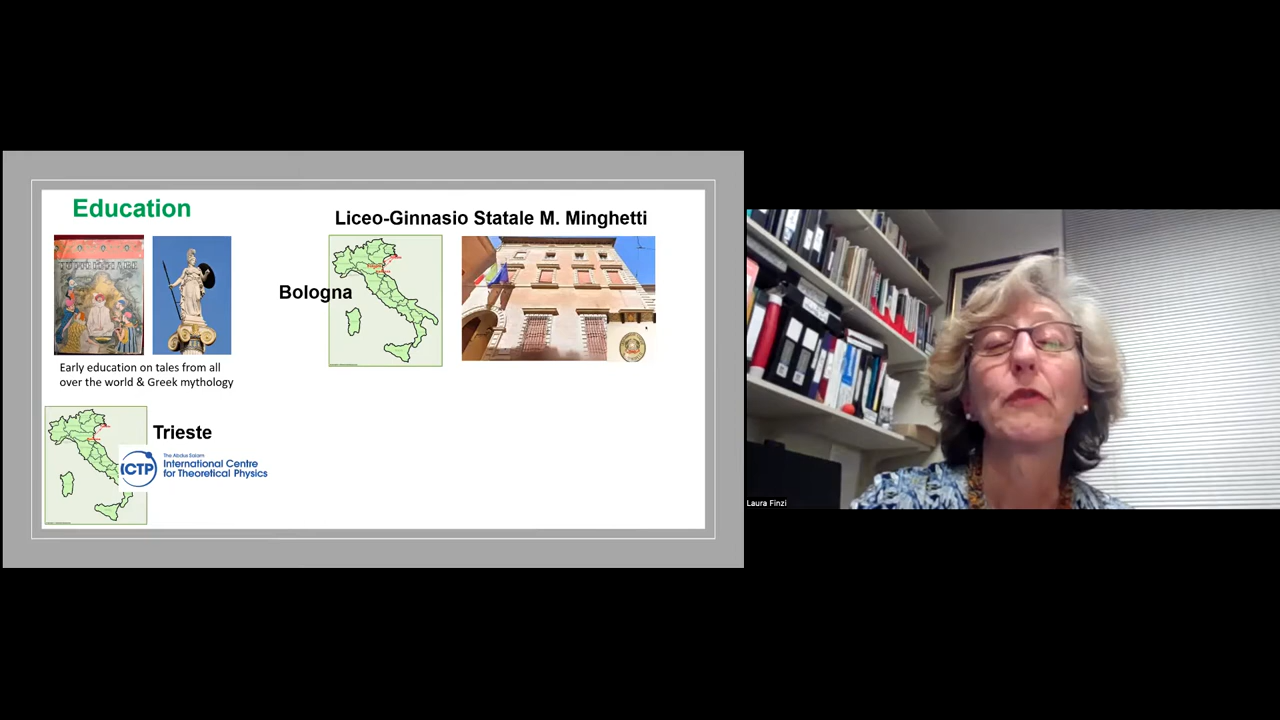 Education
Liceo-Ginnasio Statale M. Minghetti
Bologna
Early education on tales from all
over the world & Greek mythology
Trieste
ICTP
The Abdus Salam
International Centre
for Theoretical Physics
Laura Finzi